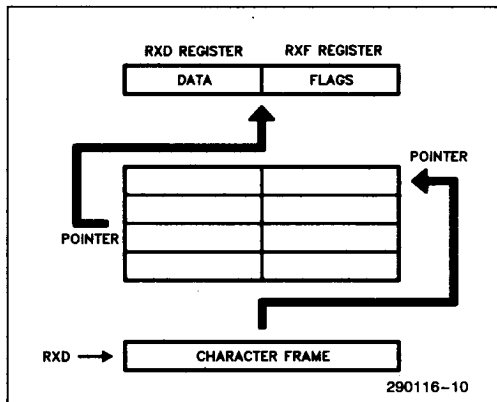 RXD REGISTER RXF REGISTER
DATA FLAGS
POINTER
POINTER
RXD
CHARACTER FRAME
290116-10